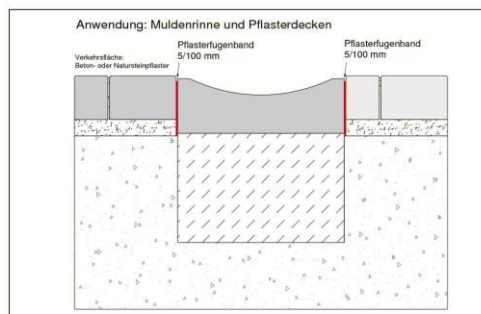 Anwendung: Muldenrinne und Pflasterdecken
Pflasterfugenband
5/100 mm
Pflasterfugenband
5/100 mm
Verkehrsfläche:
Beton- oder Natursteinpflaster